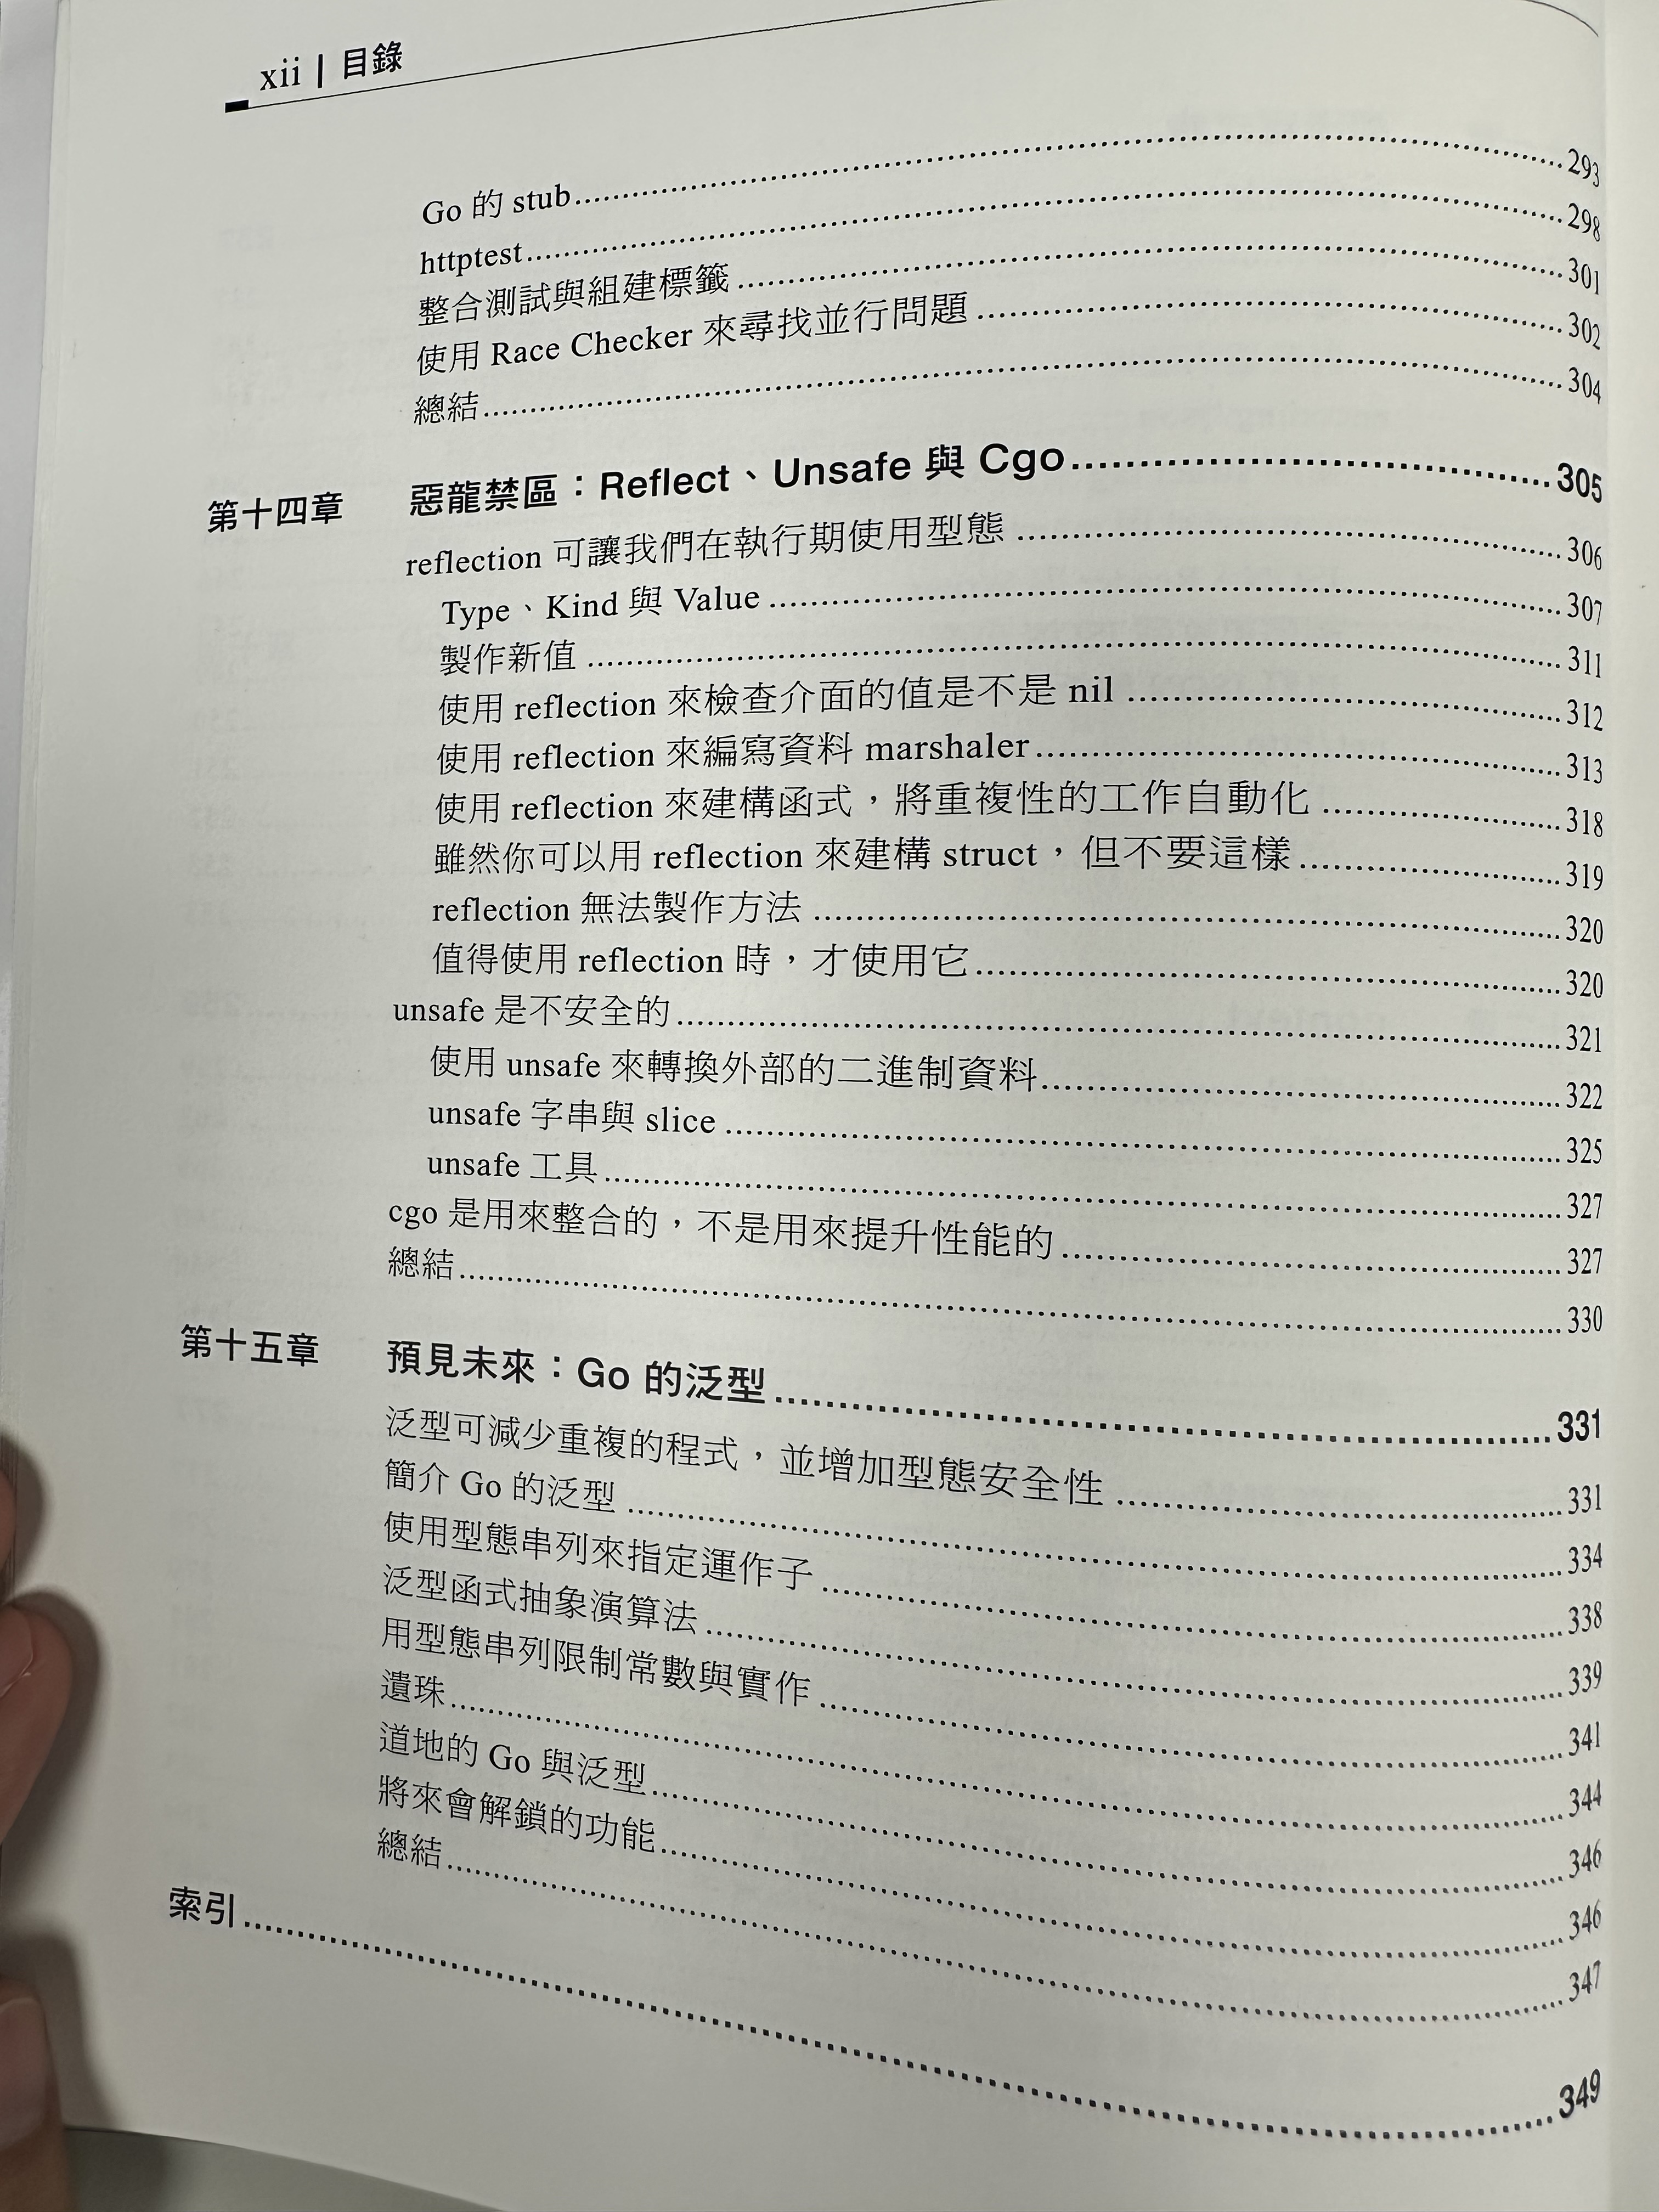 xii | 目錄
Go 的 stub 293
httptest 298
整合測試與組建標籤 301
使用 Race Checker 來尋找並行問題 302
總結 304
第十四章 惡龍禁區：Reflect、Unsafe 與 Cgo 305
reflection 可讓我們在執行期使用型態 306
Type、Kind 與 Value 307
製作新值 311
使用 reflection 來檢查介面的值是不是 nil 312
使用 reflection 來編寫資料 marshaler 313
使用 reflection 來建構函式，將重複性的工作自動化 318
雖然你可以用 reflection 來建構 struct，但不要這樣 319
reflection 無法製作方法 320
值得使用 reflection 時，才使用它 320
unsafe 是不安全的 321
使用 unsafe 來轉換外部的二進制資料 322
unsafe 字串與 slice 325
unsafe 工具 327
cgo 是用來整合的，不是用來提升性能的 327
總結 330
第十五章 預見未來：Go 的泛型 331
泛型可減少重複的程式，並增加型態安全性 331
簡介 Go 的泛型 334
使用型態串列來指定運作子 338
泛型函式抽象演算法 339
用型態串列限制常數與實作 341
遺珠 344
道地的 Go 與泛型 346
將來會解鎖的功能 346
總結 347
索引 349